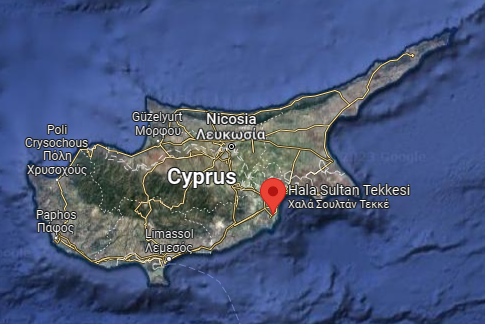 Güzelyurt
Μόρφου
Nicosia
Λευκωσία
Poli
Crysochous
Πόλη
Χρυσοχούς
Cyprus
Hala Sultan Tekkesi
Χαλά Σουλτάν Τεκκέ
Paphos
Πάφος
Limassol
Λεμεσός